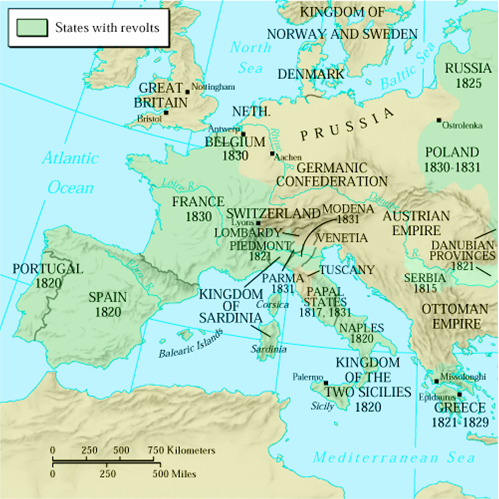 States with revolts
KINGDOM OF
NORWAY AND SWEDEN
North
Sea
Baltic Sea
DENMARK
RUSSIA
1825
GREAT
BRITAIN
Nottingham
Bristol
NETH.
PRUSSIA
Ostrolenka
Antwerp
BELGIUM
1830
Rhine R.
Aachen
POLAND
1830-1831
Atlantic
Ocean
GERMANIC
CONFEDERATION
Loire R.
FRANCE
1830
SWITZERLAND
Lyons
LOMBARDY
PIEDMONT
1821
MODENA
1831
VENETIA
AUSTRIAN
EMPIRE
DANUBIAN
PROVINCES
1821
PORTUGAL
1820
SPAIN
1820
KINGDOM
OF
SARDINIA
PARMA
1831
TUSCANY
Corsica
PAPAL
STATES
1817, 1831
SERBIA
1815
OTTOMAN
EMPIRE
NAPLES
1820
Balearic Islands
Sardinia
KINGDOM
OF THE
TWO SICILIES
1820
Palermo
Sicily
Missolonghi
Epidaurus
GREECE
1821-1829
0 250 500 750 Kilometers
0 250 500 Miles
Mediterranean Sea